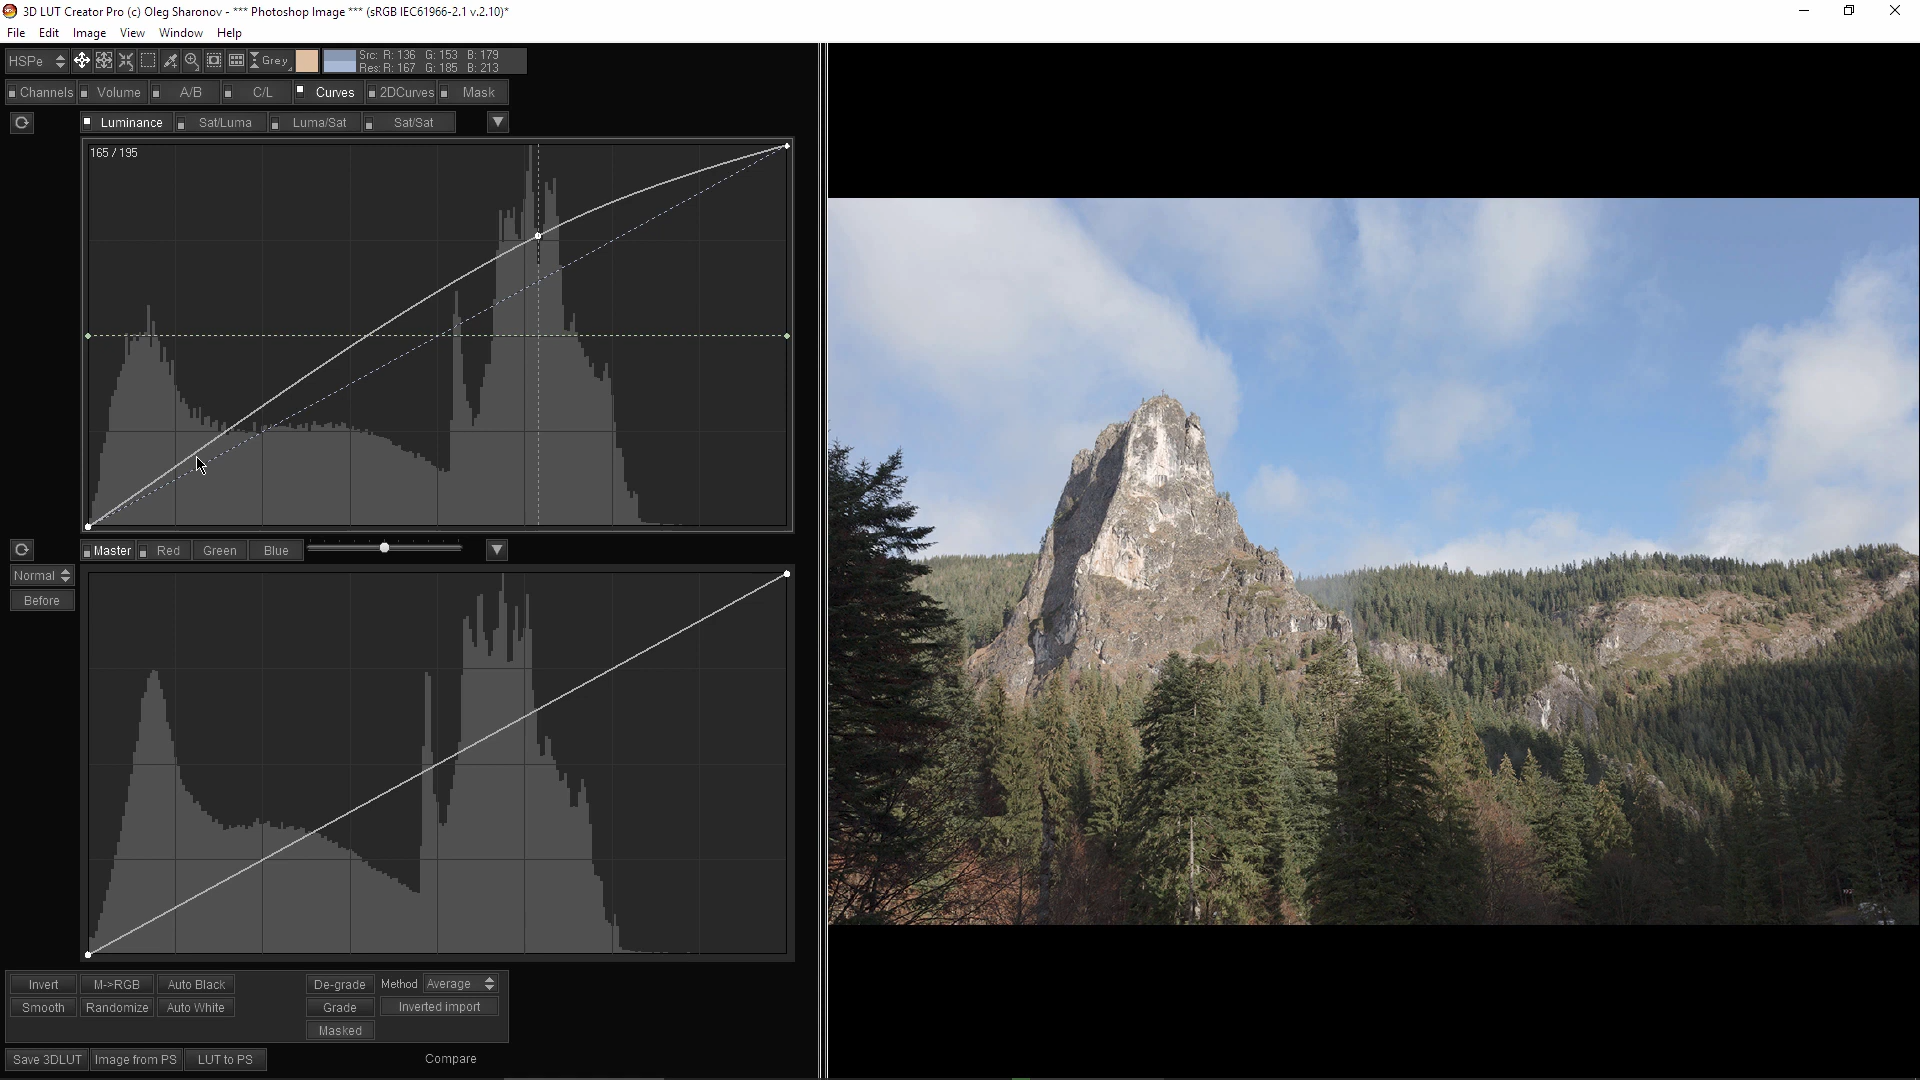 3D LUT Creator Pro (c) Oleg Sharonov - *** Photoshop Image *** (sRGB IEC61966-2.1 v.2.10)*
File Edit Image View Window Help
HSPe Grey Src: R: 136 G: 153 B: 179
Res: R: 167 G: 185 B: 213
Channels Volume A/B C/L Curves 2DCurves Mask
Luminance Sat/Luma Luma/Sat Sat/Sat
165 / 195
Master Red Green Blue
Normal
Before
Invert M->RGB Auto Black De-grade Method Average
Smooth Randomize Auto White Grade Inverted import
Masked
Save 3DLUT Image from PS LUT to PS Compare